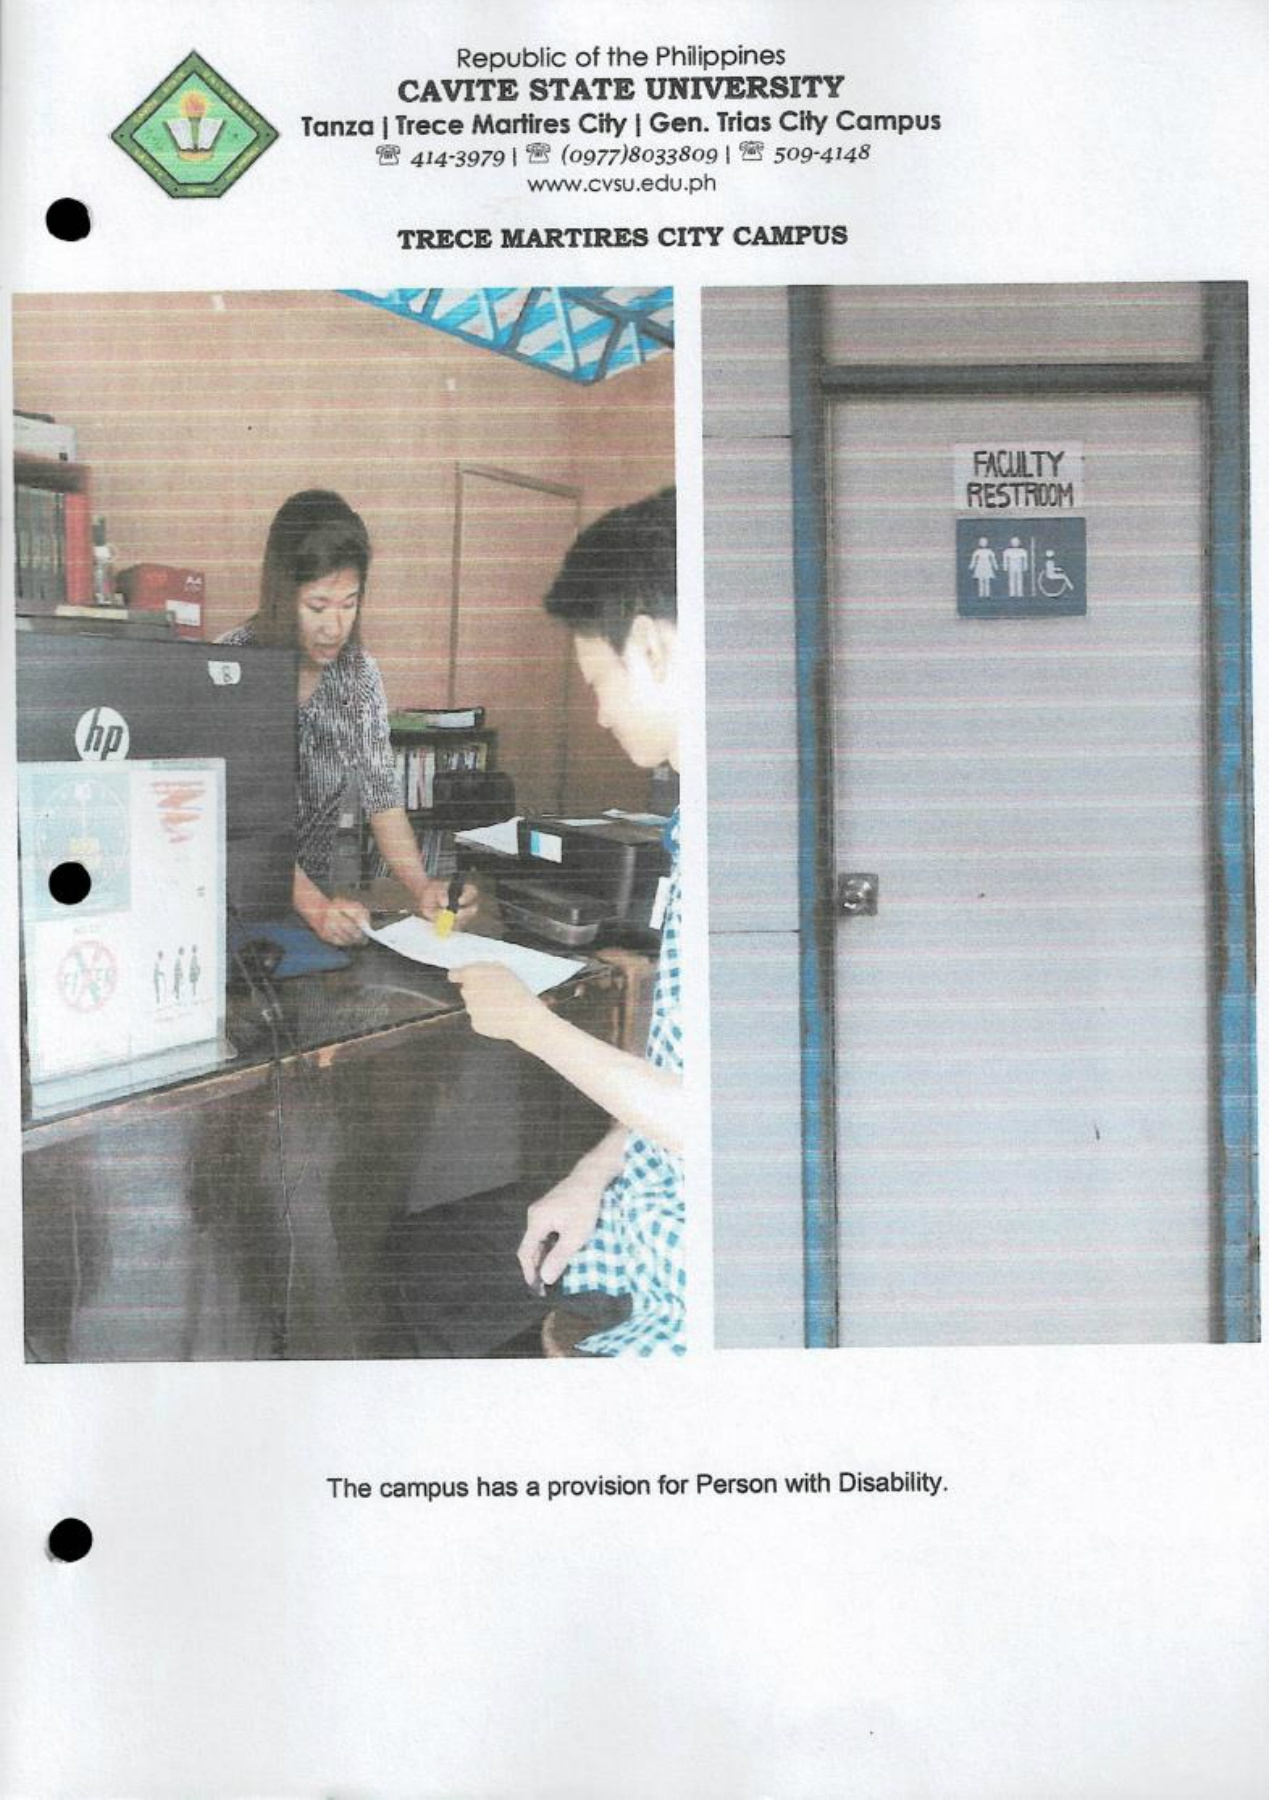 Republic of the Philippines
CAVITE STATE UNIVERSITY
Tanza | Trece Martires City | Gen. Trias City Campus
☏ 414-3979 | ☏ (0977)8033809 | ☏ 509-4148
www.cvsu.edu.ph
TRECE MARTIRES CITY CAMPUS
A4
B
hp
FACULTY
RESTROOM
The campus has a provision for Person with Disability.